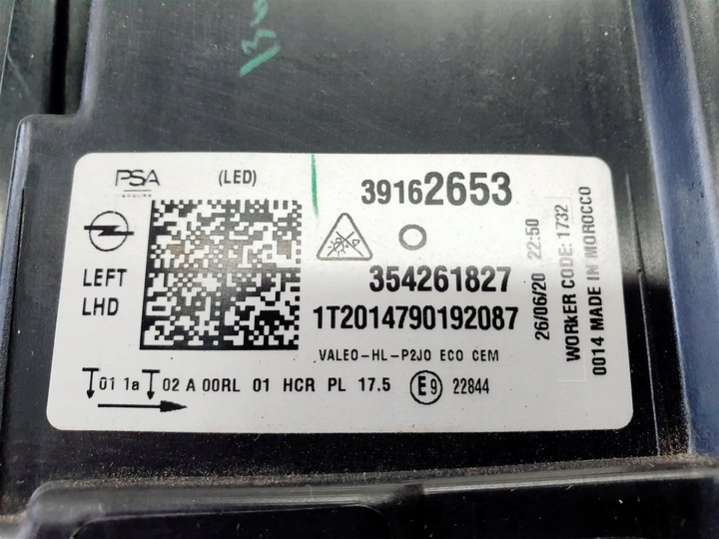 PSA
GROUPE
(LED)
39162653
LEFT
LHD
354261827
1T2014790192087
VALEO-HL-P2JO ECO CEM
01 1a 02 A 00RL 01 HCR PL 17.5 E9 22844
26/06/20 22:50
WORKER CODE:1732
0014 MADE IN MOROCCO